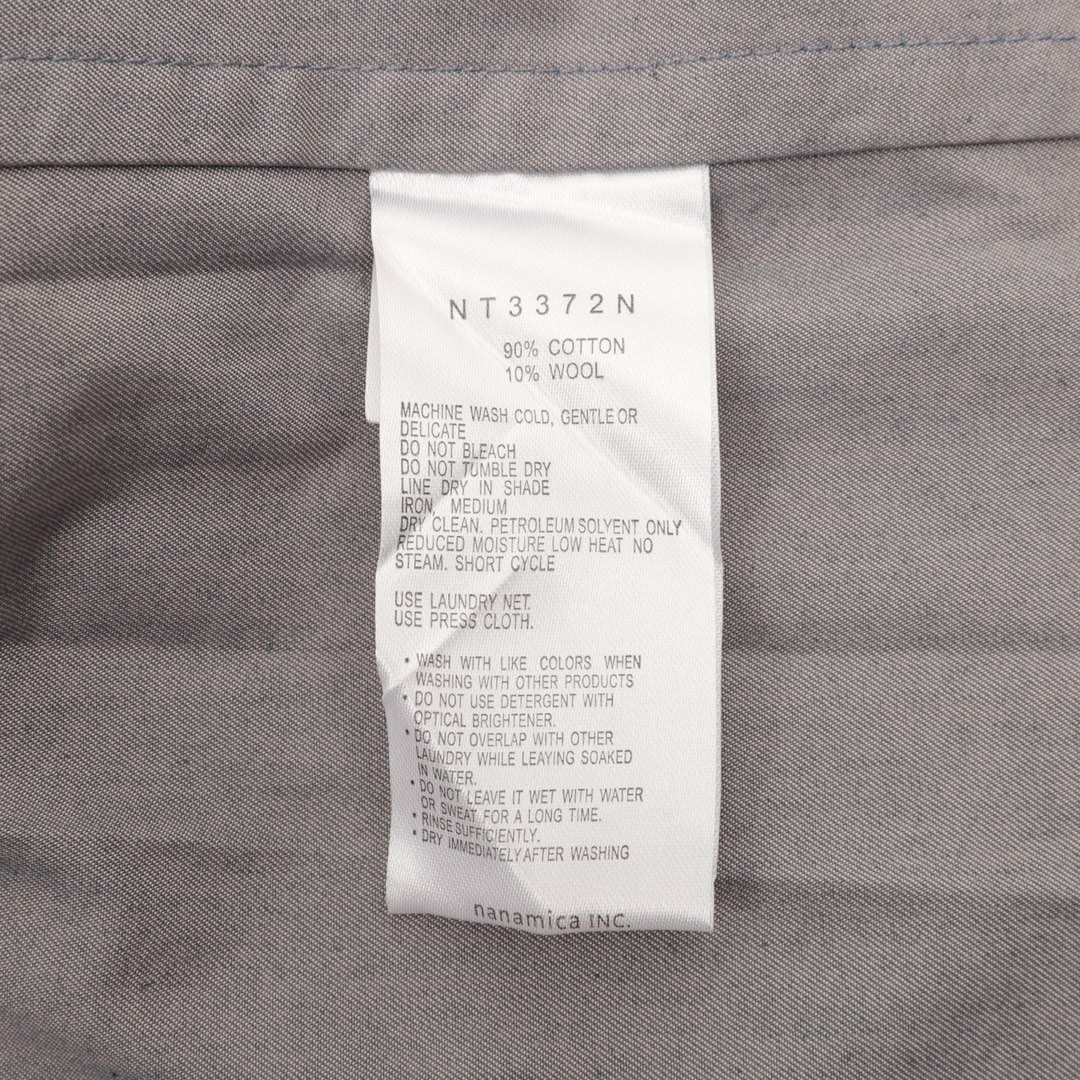 NT3372N
90% COTTON
10% WOOL
MACHINE WASH COLD, GENTLE OR
DELICATE
DO NOT BLEACH
DO NOT TUMBLE DRY
LINE DRY IN SHADE
IRON, MEDIUM
DRY CLEAN. PETROLEUM SOLVENT ONLY
REDUCED MOISTURE LOW HEAT NO
STEAM. SHORT CYCLE
USE LAUNDRY NET.
USE PRESS CLOTH.
• WASH WITH LIKE COLORS WHEN
WASHING WITH OTHER PRODUCTS
• DO NOT USE DETERGENT WITH
OPTICAL BRIGHTENER.
• DO NOT OVERLAP WITH OTHER
LAUNDRY WHILE LEAYING SOAKED
IN WATER.
• DO NOT LEAVE IT WET WITH WATER
OR SWEAT FOR A LONG TIME.
• RINSE SUFFICIENTLY.
• DRY IMMEDIATELY AFTER WASHING
nanamica INC.